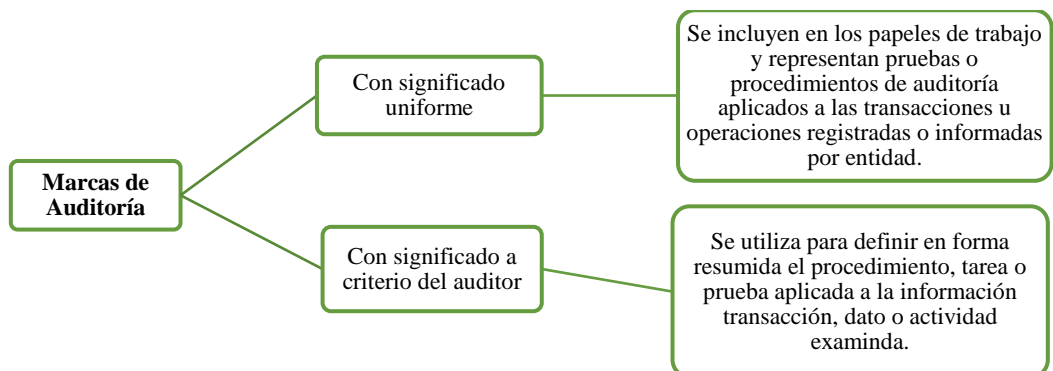 Marcas de
Auditoría
Con significado
uniforme
Se incluyen en los papeles de trabajo
y representan pruebas o
procedimientos de auditoría
aplicados a las transacciones u
operaciones registradas o informadas
por entidad.
Con significado a
criterio del auditor
Se utiliza para definir en forma
resumida el procedimiento, tarea o
prueba aplicada a la información
transacción, dato o actividad
examinda.